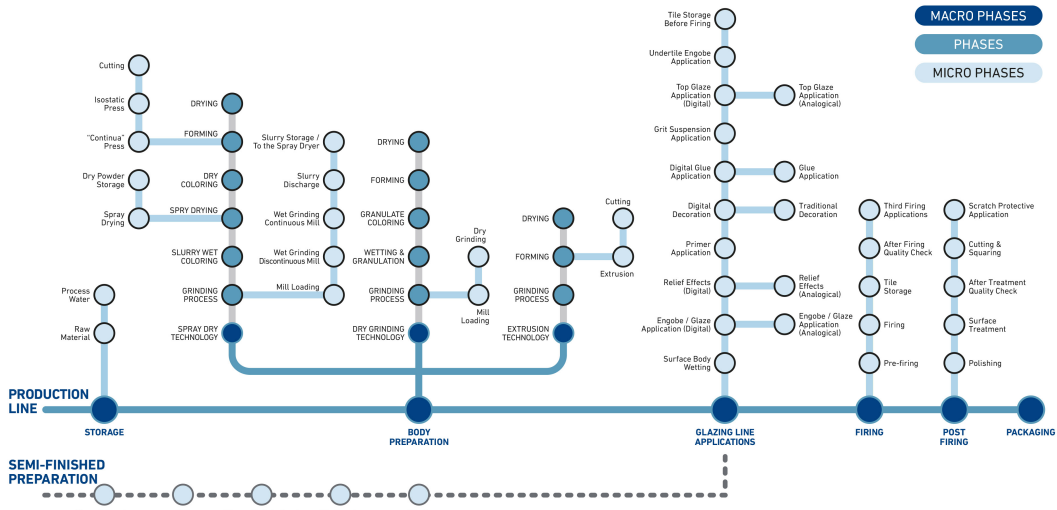 MACRO PHASES
PHASES
MICRO PHASES
Cutting
Isostatic
Press
"Continua"
Press
Dry Powder
Storage
Spray
Drying
Process
Water
Raw
Material
DRYING
FORMING
DRY
COLORING
SPRY DRYING
SLURRY WET
COLORING
GRINDING
PROCESS
SPRAY DRY
TECHNOLOGY
Slurry Storage /
To the Spray Dryer
Slurry
Discharge
Wet Grinding
Continuous Mill
Wet Grinding
Discontinuous Mill
Mill Loading
DRYING
FORMING
GRANULATE
COLORING
WETTING &
GRANULATION
GRINDING
PROCESS
DRY GRINDING
TECHNOLOGY
Dry
Grinding
Mill
Loading
DRYING
FORMING
GRINDING
PROCESS
EXTRUSION
TECHNOLOGY
Cutting
Extrusion
Tile Storage
Before Firing
Undertile Engobe
Application
Top Glaze
Application
(Digital)
Top Glaze
Application
(Analogical)
Grit Suspension
Application
Digital Glue
Application
Glue
Application
Digital
Decoration
Traditional
Decoration
Primer
Application
Relief Effects
(Digital)
Relief
Effects
(Analogical)
Engobe / Glaze
Application (Digital)
Engobe / Glaze
Application
(Analogical)
Surface Body
Wetting
Third Firing
Applications
After Firing
Quality Check
Tile
Storage
Firing
Pre-firing
Scratch Protective
Application
Cutting &
Squaring
After Treatment
Quality Check
Surface
Treatment
Polishing
PRODUCTION
LINE
STORAGE
BODY
PREPARATION
GLAZING LINE
APPLICATIONS
FIRING
POST
FIRING
PACKAGING
SEMI-FINISHED
PREPARATION